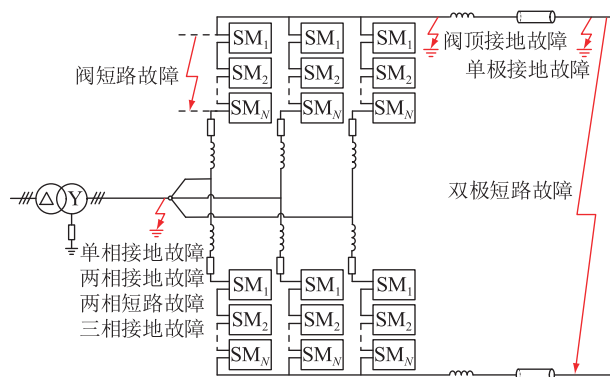 SM1 SM1 SM1
阀顶接地故障
单极接地故障
阀短路故障
SM2 SM2 SM2
SMN SMN SMN
双极短路故障
Δ Y
单相接地故障
两相接地故障
两相短路故障
三相接地故障
SM1 SM1 SM1
SM2 SM2 SM2
SMN SMN SMN